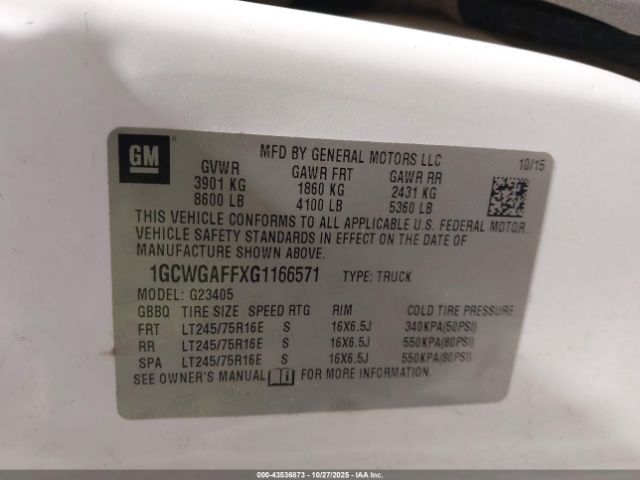 GM
MFD BY GENERAL MOTORS LLC 10/15
GVWR GAWR FRT GAWR RR
3901 KG 1860 KG 2431 KG
8600 LB 4100 LB 5360 LB
THIS VEHICLE CONFORMS TO ALL APPLICABLE U.S. FEDERAL MOTOR
VEHICLE SAFETY STANDARDS IN EFFECT ON THE DATE OF
MANUFACTURE SHOWN ABOVE.
1GCWGAFFXG1166571 TYPE: TRUCK
MODEL: G23405
GBBQ TIRE SIZE SPEED RTG RIM COLD TIRE PRESSURE
FRT LT245/75R16E S 16X6.5J 340KPA(50PSI)
RR LT245/75R16E S 16X6.5J 550KPA(80PSI)
SPA LT245/75R16E S 16X6.5J 550KPA(80PSI)
SEE OWNER'S MANUAL FOR MORE INFORMATION.
000-43536873 - 10/27/2025 - IAAI.COM